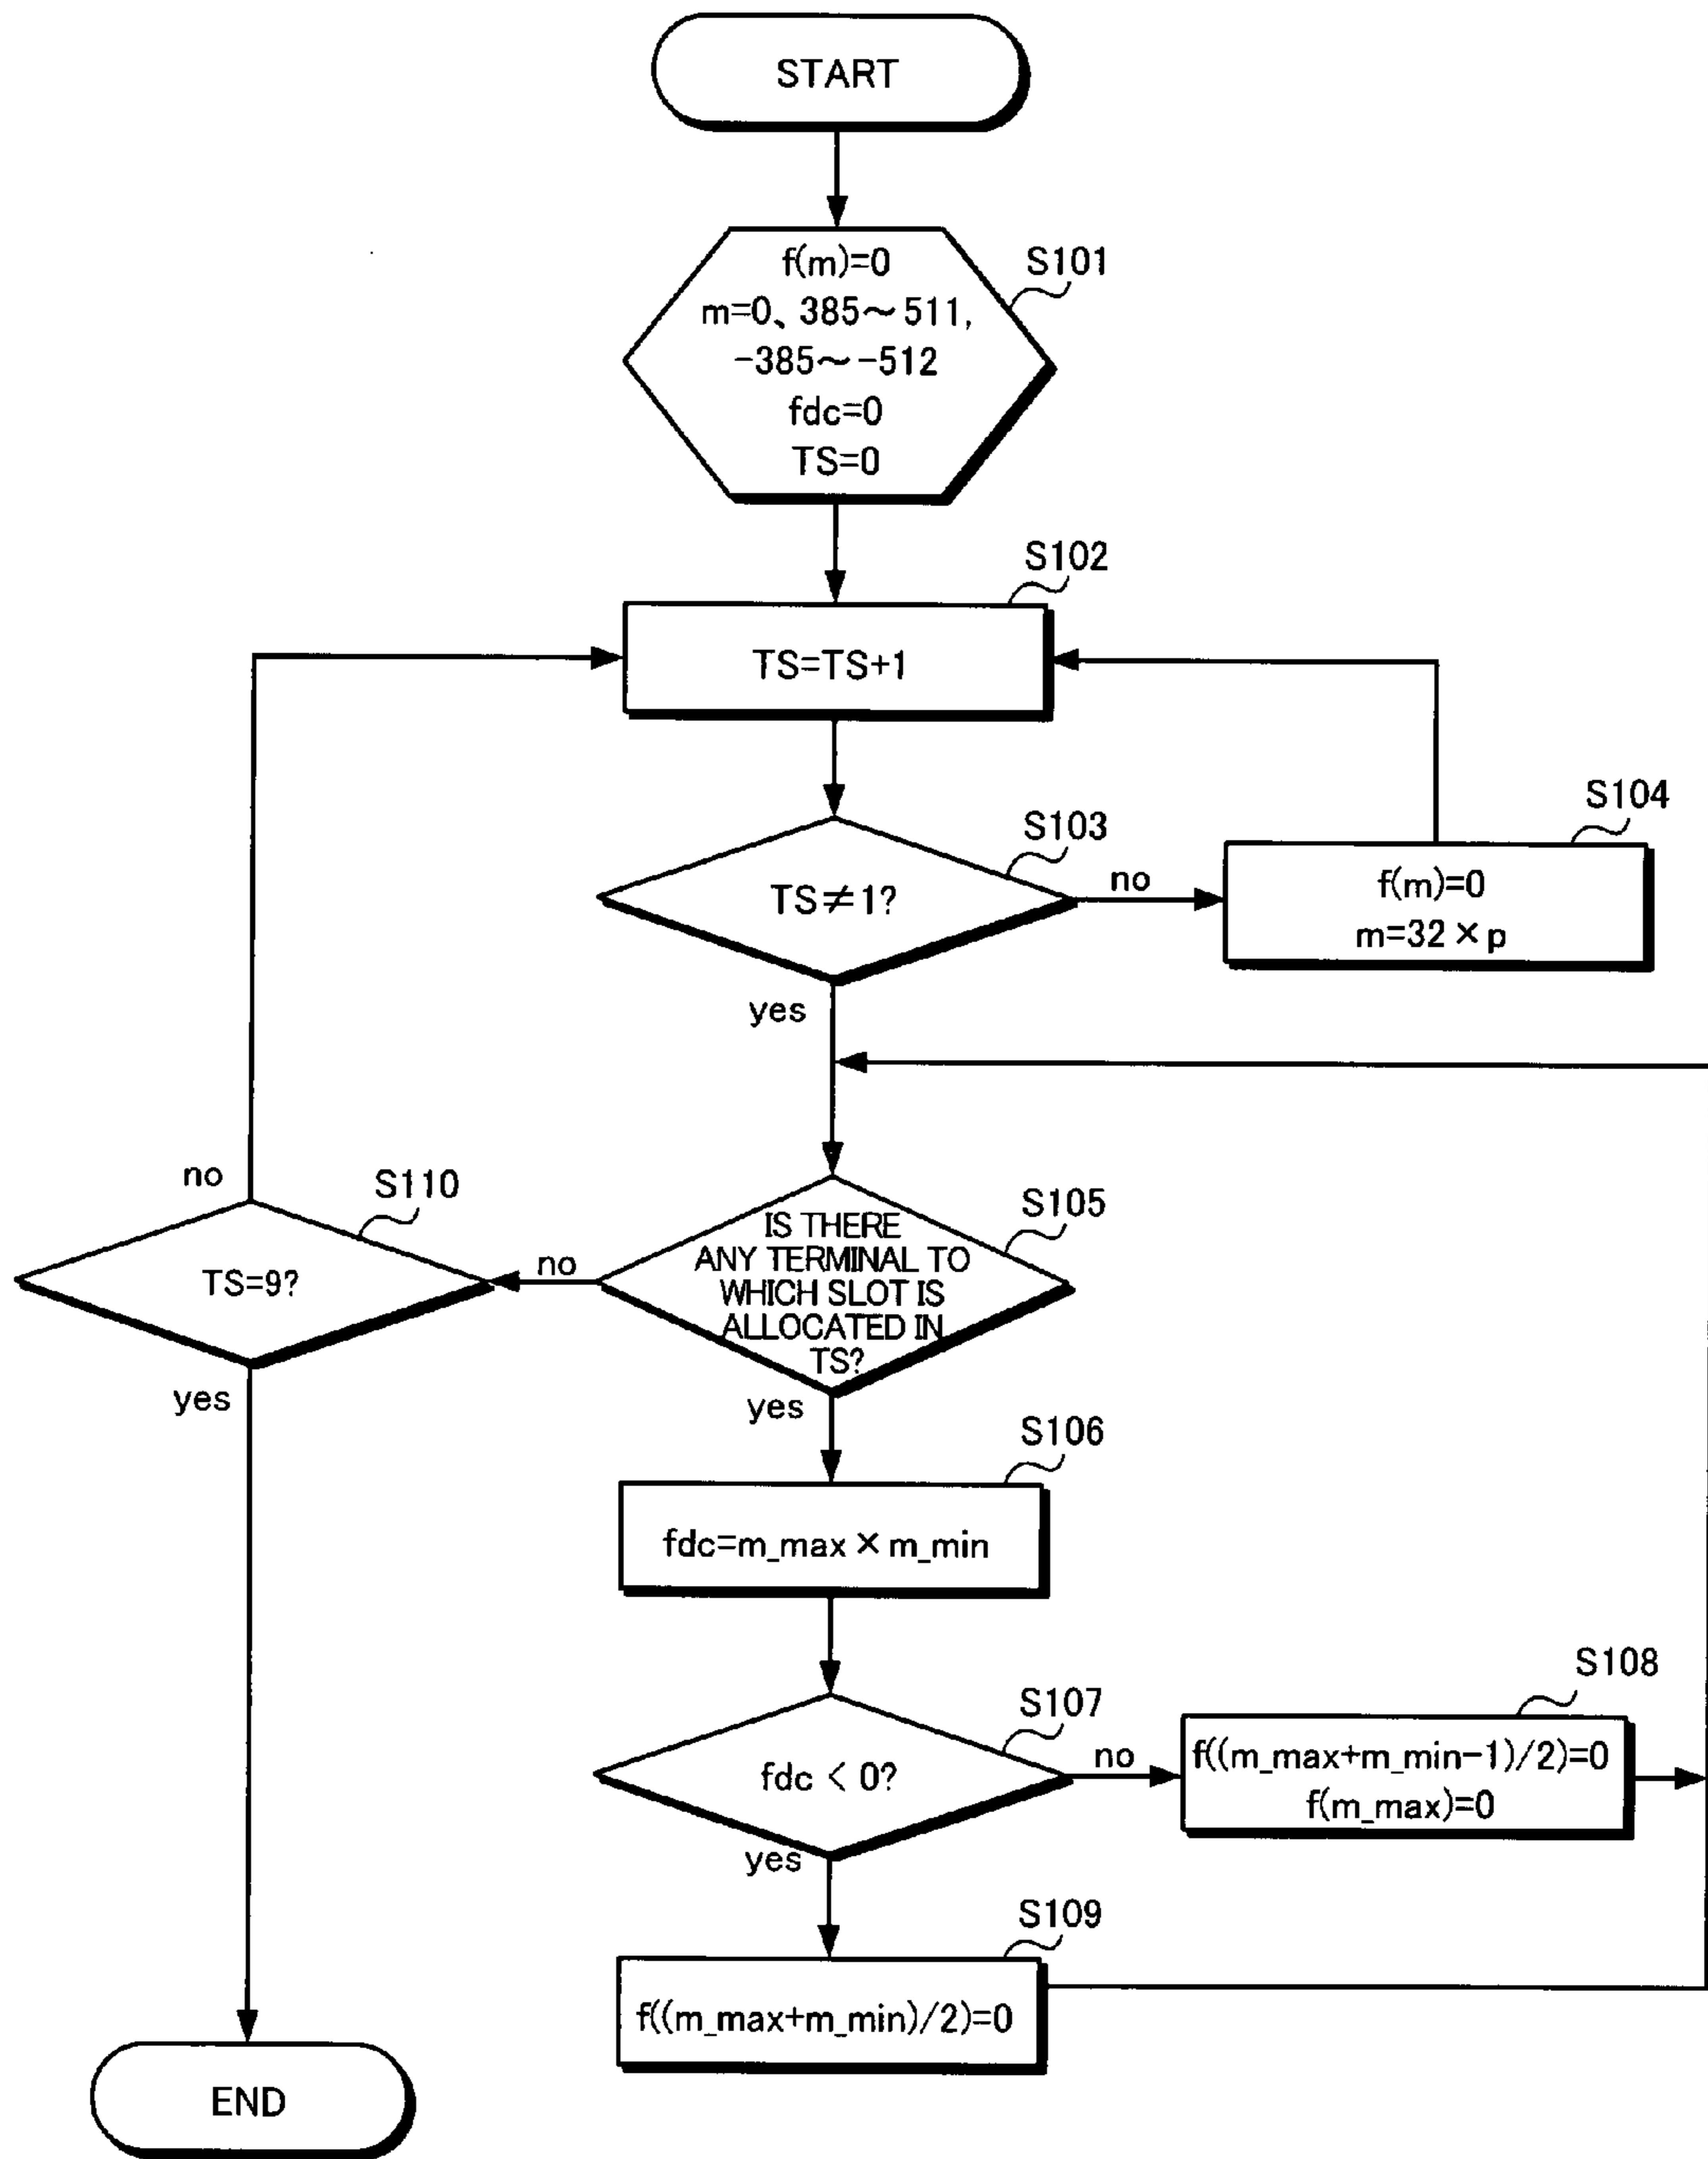 START
S101
f(m)=0
m=0、385～511,
-385～-512
fdc=0
TS=0
S102
TS=TS+1
S103
TS≠1?
no
yes
S104
f(m)=0
m=32×p
S105
IS THERE
ANY TERMINAL TO
WHICH SLOT IS
ALLOCATED IN
TS?
no
yes
S110
TS=9?
no
yes
S106
fdc=m_max×m_min
S107
fdc < 0?
no
yes
S108
f((m_max+m_min-1)/2)=0
f(m_max)=0
S109
f((m_max+m_min)/2)=0
END